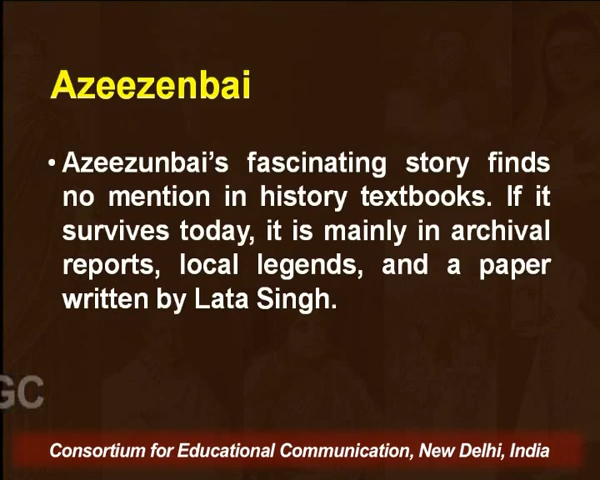 Azeezenbai
• Azeezunbai's fascinating story finds
no mention in history textbooks. If it
survives today, it is mainly in archival
reports, local legends, and a paper
written by Lata Singh.
GC
Consortium for Educational Communication, New Delhi, India